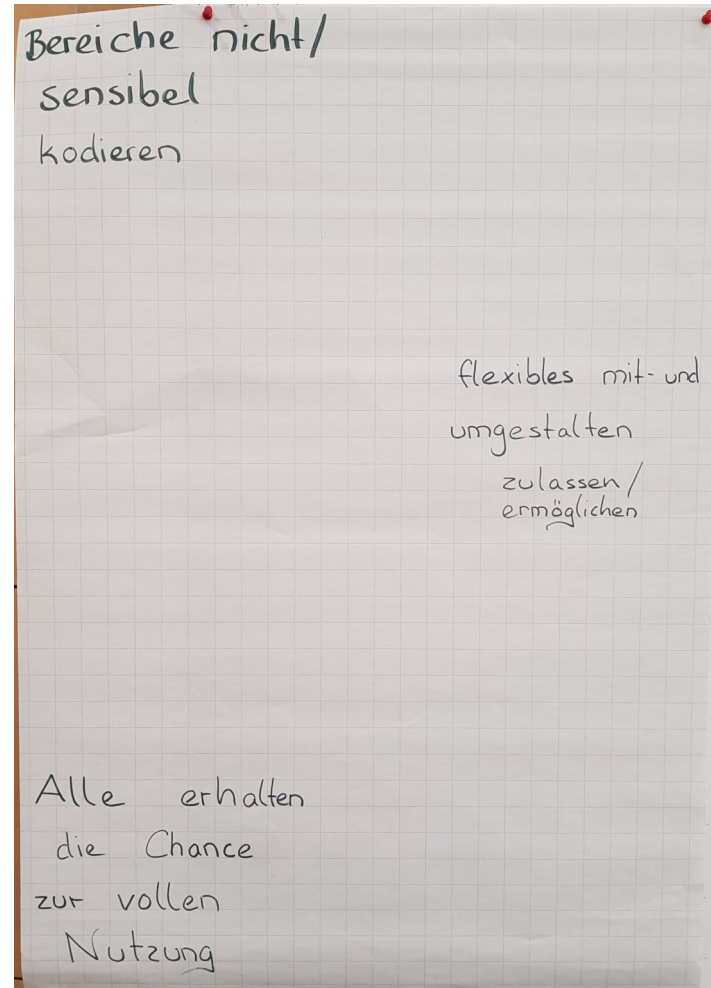 Bereiche nicht/
sensibel
kodieren
flexibles mit- und
umgestalten
zulassen/
ermöglichen
Alle erhalten
die Chance
zur vollen
Nutzung